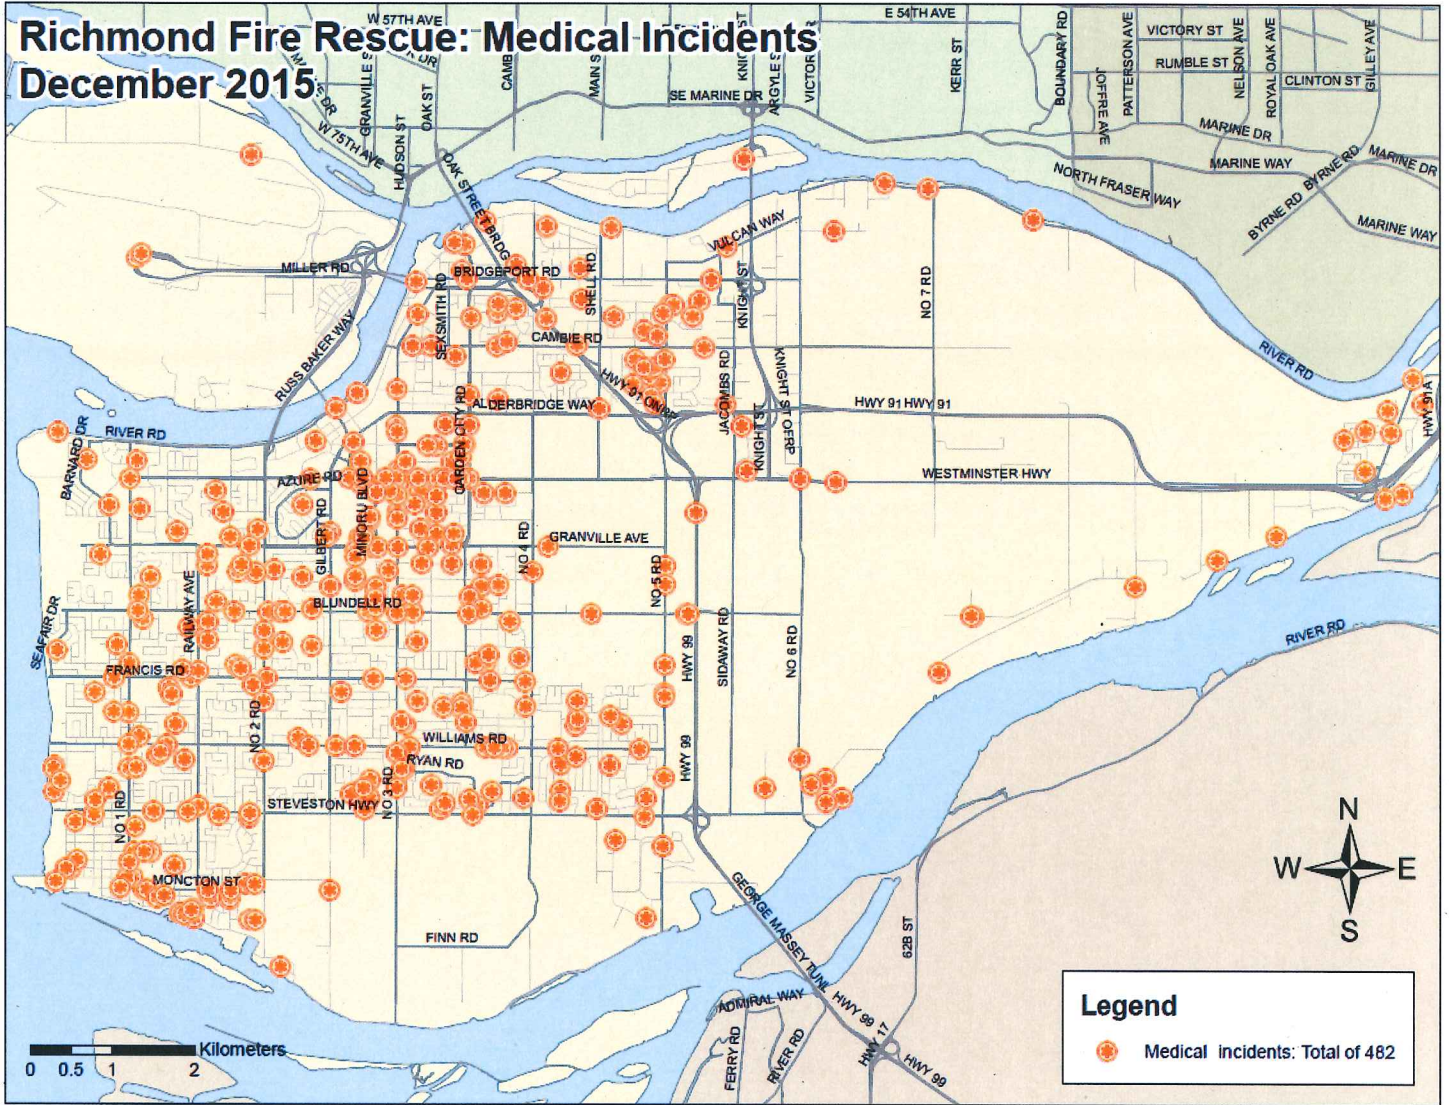 Richmond Fire Rescue: Medical Incidents
December 2015
W 57TH AVE
E 54TH AVE
VICTORY ST
RUMBLE ST
CLINTON ST
GRANVILLE S
OAK ST
CAMB
MAIN S
KNIG
ST
ARGYLE S
VICTOR
KERR ST
BOUNDARY RD
JOFFRE AVE
PATTERSON AVE
NELSON AVE
ROYAL OAK AVE
GILLEY AVE
SE MARINE DR
W 75TH AVE
HUDSON ST
OAK STREET BRDG
MARINE DR
MARINE WAY
MARINE DR
BYRNE RD
BYRNE RD
NORTH FRASER WAY
MARINE WAY
VULCAN WAY
MILLER RD
BRIDGEPORT RD
SEXSMITH RD
SHELL RD
KNIGHT ST
NO 7 RD
RUSS BAKER WAY
CAMBIE RD
RIVER RD
HWY 91 ONRP
JACOBS RD
KNIGHT ST OFRP
KNIGHT ST
HWY 91 HWY 91
HWY 91A
ALDERBRIDGE WAY
GARDEN CITY RD
RIVER RD
BARNARD DR
AZURE RD
MINORU BLVD
GILBERT RD
WESTMINSTER HWY
NO 4 RD
GRANVILLE AVE
NO 5 RD
RAILWAY AVE
BLUNDELL RD
SEAFAIR DR
HWY 99
SIDAWAY RD
NO 6 RD
RIVER RD
FRANCIS RD
NO 2 RD
WILLIAMS RD
RYAN RD
HWY 99
NO 1 RD
STEVESTON HWY
NO 3 RD
MONCTON ST
FINN RD
GEORGE MASSEY TUNL
62B ST
ADMIRAL WAY
HWY 99
HWY 17
HWY 99
FERRY RD
RIVER RD
N
W
E
S
Legend
Medical incidents: Total of 482
Kilometers
0 0.5 1 2